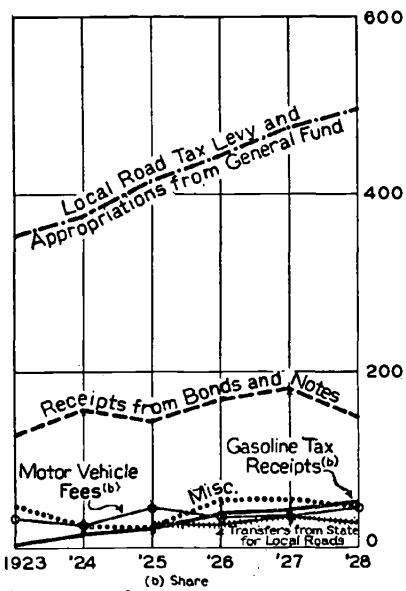 600
Local Road Tax Levy and
Appropriations from General Fund
400
200
Receipts from Bonds and Notes
Gasoline Tax
Receipts(b)
Motor Vehicle
Fees(b)
Misc.
Transfers from State
for Local Roads
0
1923 '24 '25 '26 '27 '28
(b) Share